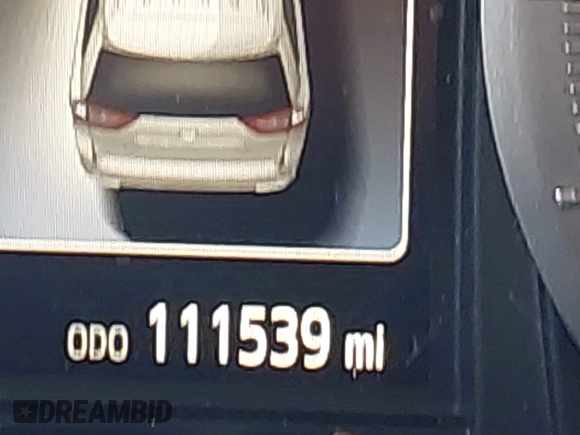 ODO 111539 mi
DREAMBID